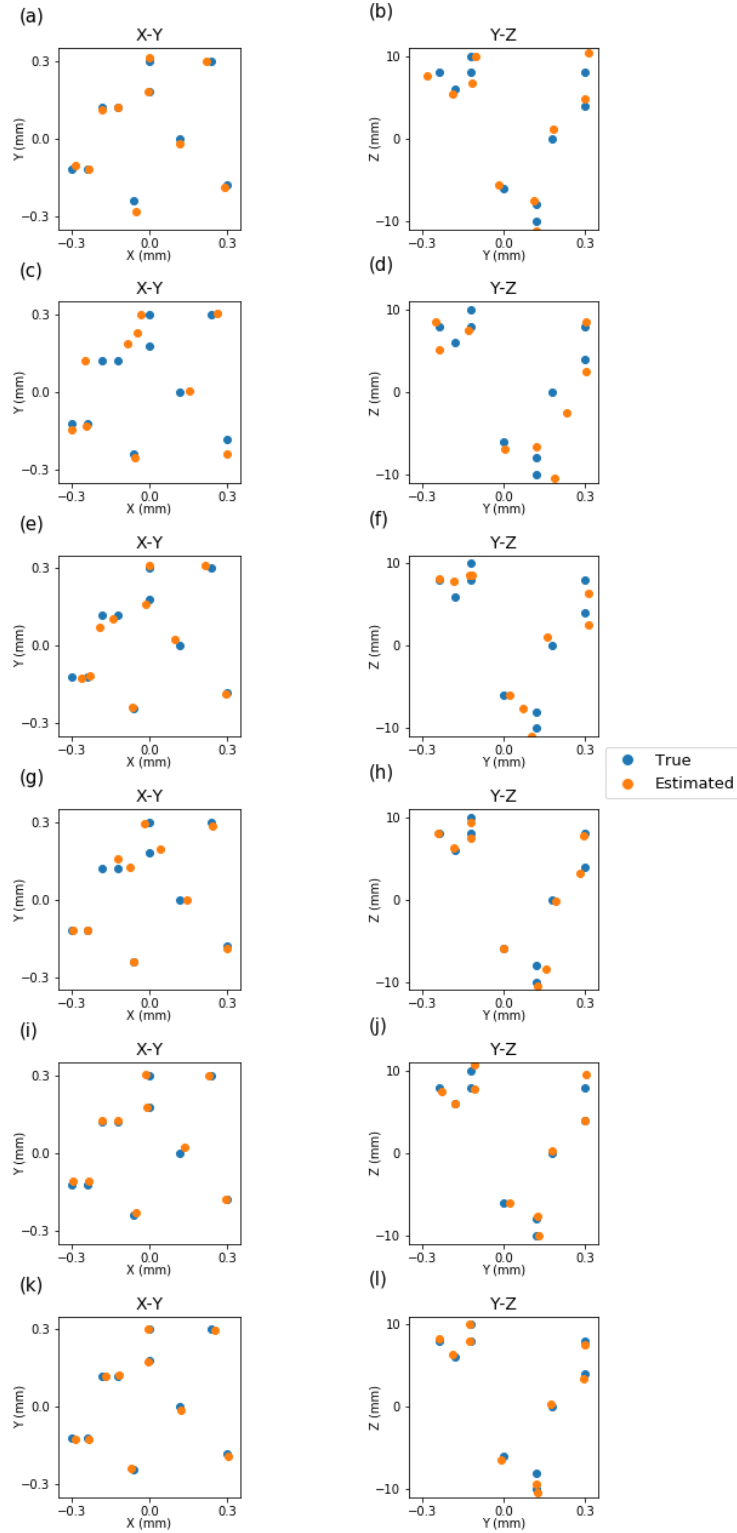 (a) (b)
X-Y Y-Z
0.3 10
Y (mm) 0.0 Z (mm) 0
−0.3 −10
−0.3 0.0 0.3 −0.3 0.0 0.3
X (mm) Y (mm)
(c) (d)
X-Y Y-Z
0.3 10
Y (mm) 0.0 Z (mm) 0
−0.3 −10
−0.3 0.0 0.3 −0.3 0.0 0.3
X (mm) Y (mm)
(e) (f)
X-Y Y-Z
0.3 10
Y (mm) 0.0 Z (mm) 0
−0.3 −10
−0.3 0.0 0.3 −0.3 0.0 0.3
X (mm) Y (mm)
True
Estimated
(g) (h)
X-Y Y-Z
0.3 10
Y (mm) 0.0 Z (mm) 0
−0.3 −10
−0.3 0.0 0.3 −0.3 0.0 0.3
X (mm) Y (mm)
(i) (j)
X-Y Y-Z
0.3 10
Y (mm) 0.0 Z (mm) 0
−0.3 −10
−0.3 0.0 0.3 −0.3 0.0 0.3
X (mm) Y (mm)
(k) (l)
X-Y Y-Z
0.3 10
Y (mm) 0.0 Z (mm) 0
−0.3 −10
−0.3 0.0 0.3 −0.3 0.0 0.3
X (mm) Y (mm)